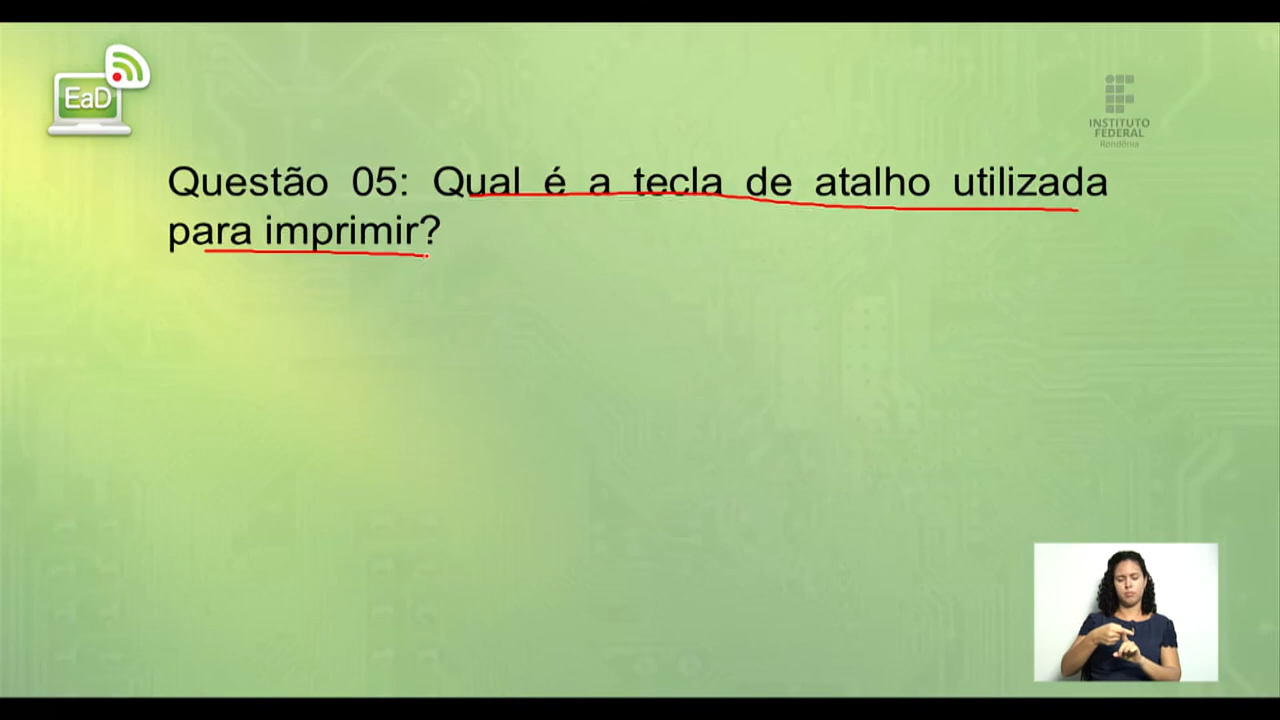 EaD
INSTITUTO
FEDERAL
Rondônia
Questão 05: Qual é a tecla de atalho utilizada
para imprimir?